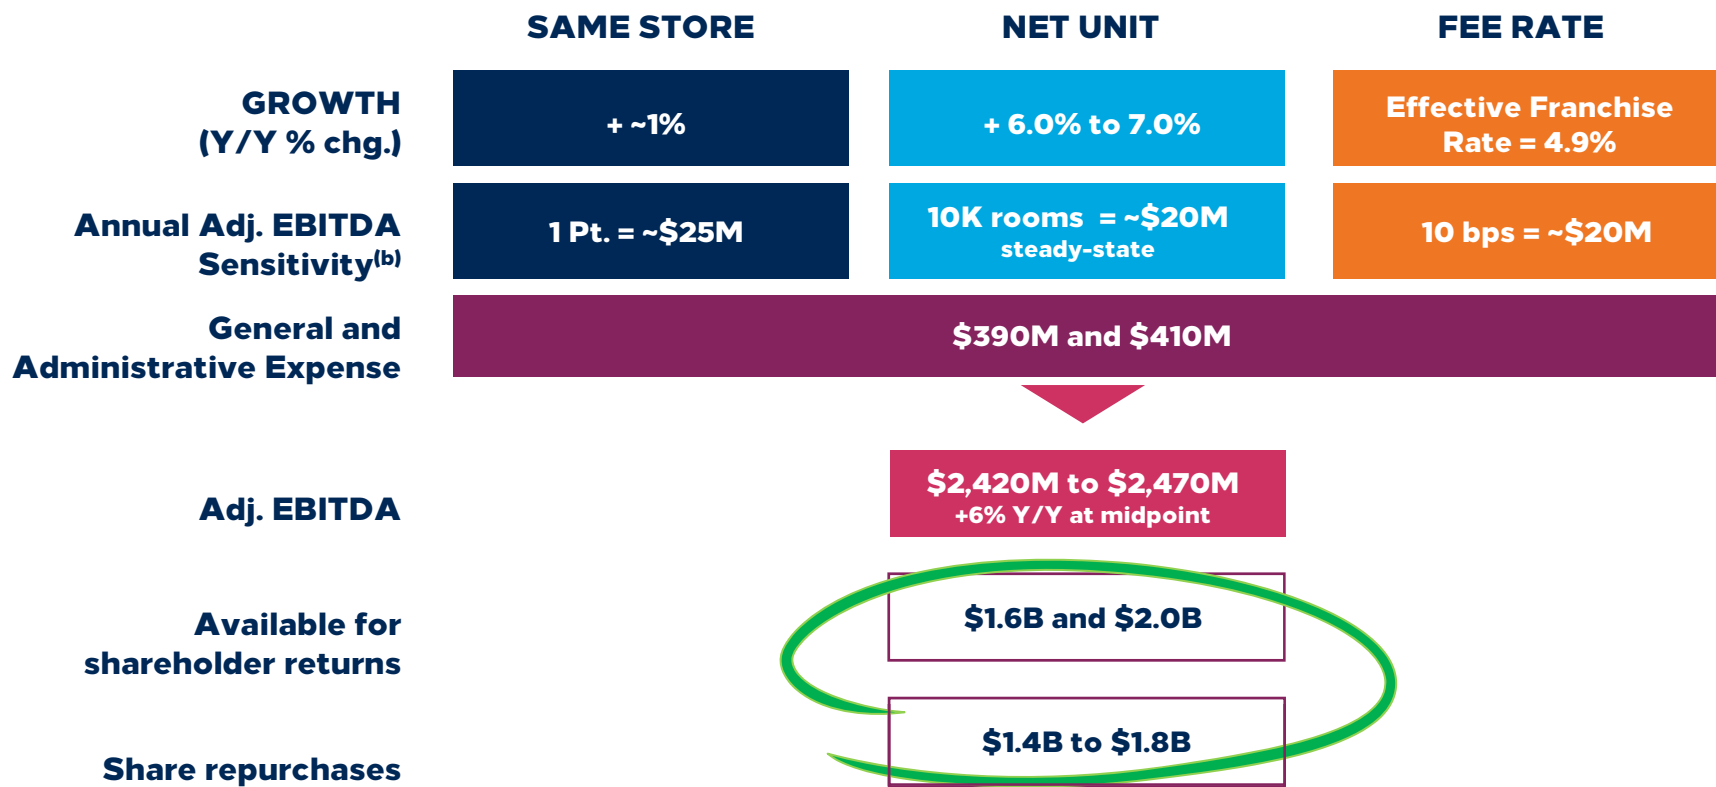 SAME STORE
NET UNIT
FEE RATE
GROWTH
(Y/Y % chg.)
+ ~1%
+ 6.0% to 7.0%
Effective Franchise
Rate = 4.9%
Annual Adj. EBITDA
Sensitivity(b)
1 Pt. = ~$25M
10K rooms = ~$20M
steady-state
10 bps = ~$20M
General and
Administrative Expense
$390M and $410M
Adj. EBITDA
$2,420M to $2,470M
+6% Y/Y at midpoint
Available for
shareholder returns
$1.6B and $2.0B
Share repurchases
$1.4B to $1.8B